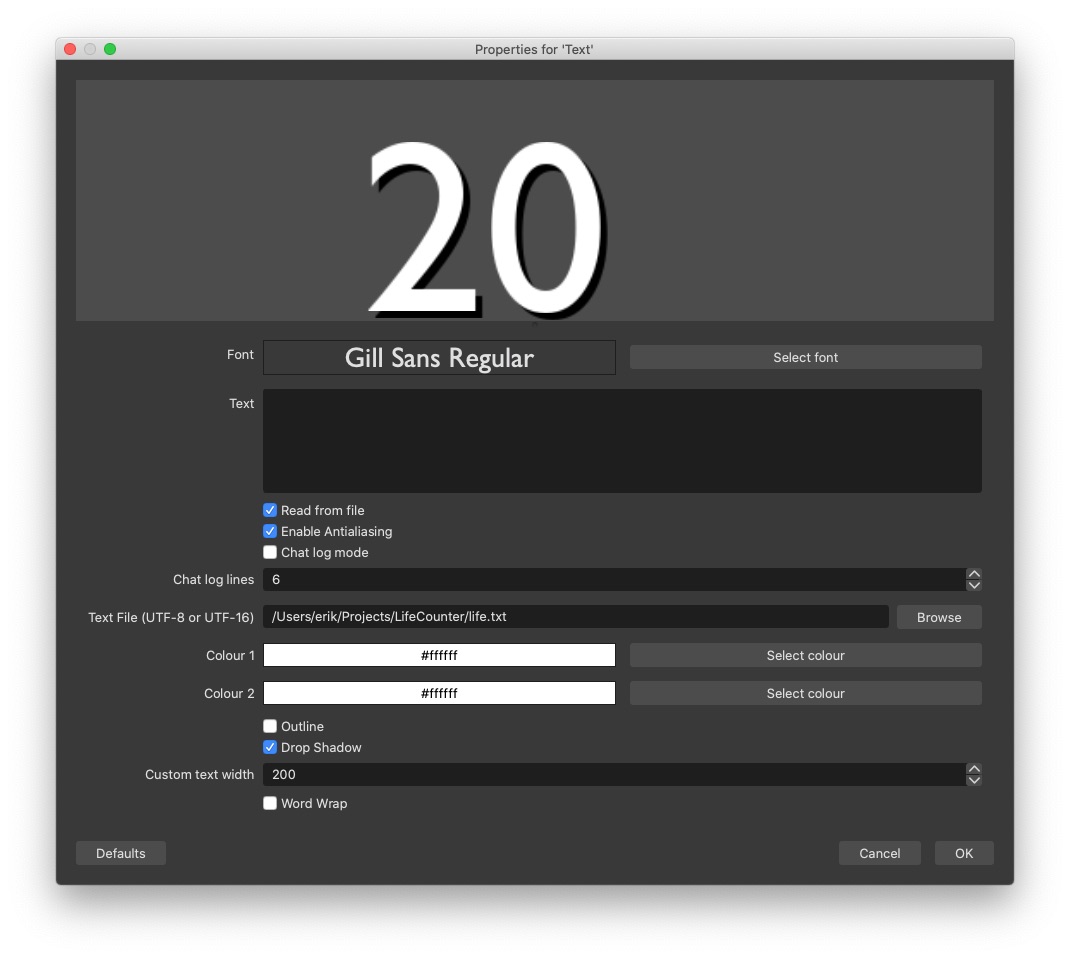 Properties for 'Text'
20
Font Gill Sans Regular Select font
Text
Read from file
Enable Antialiasing
Chat log mode
Chat log lines 6
Text File (UTF-8 or UTF-16) /Users/erik/Projects/LifeCounter/life.txt Browse
Colour 1 #ffffff Select colour
Colour 2 #ffffff Select colour
Outline
Drop Shadow
Custom text width 200
Word Wrap
Defaults Cancel OK